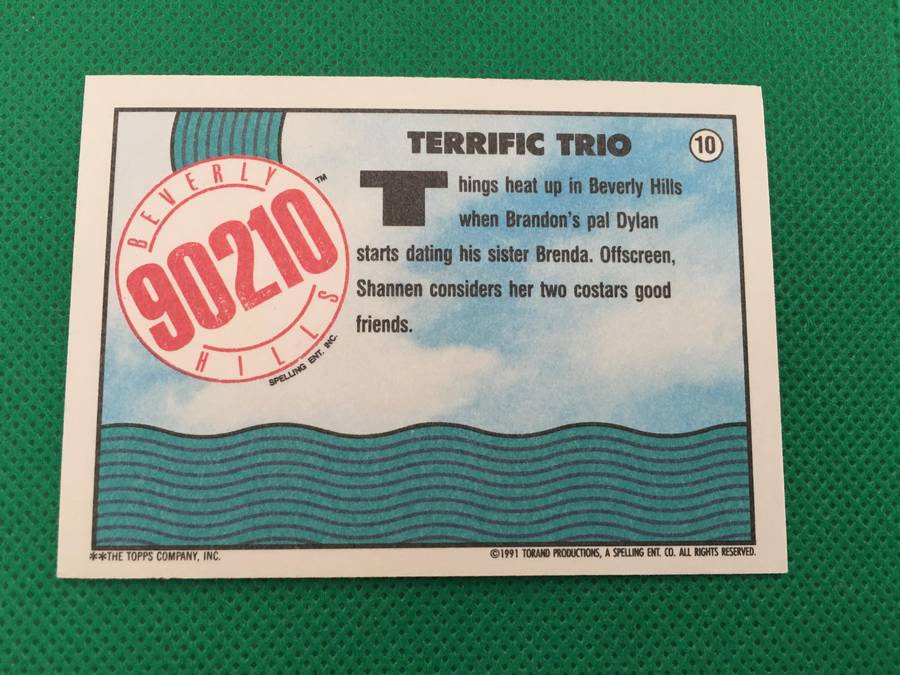 TERRIFIC TRIO
10
Things heat up in Beverly Hills
when Brandon's pal Dylan
starts dating his sister Brenda. Offscreen,
Shannen considers her two costars good
friends.
BEVERLY
90210
HILLS
TM
SPELLING ENT. INC.
**THE TOPPS COMPANY, INC.
©1991 TORAND PRODUCTIONS, A SPELLING ENT. CO. ALL RIGHTS RESERVED.